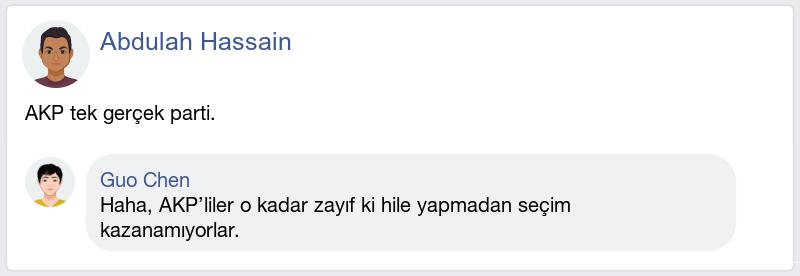 Abdulah Hassain
AKP tek gerçek parti.
Guo Chen
Haha, AKP’liler o kadar zayıf ki hile yapmadan seçim
kazanamıyorlar.